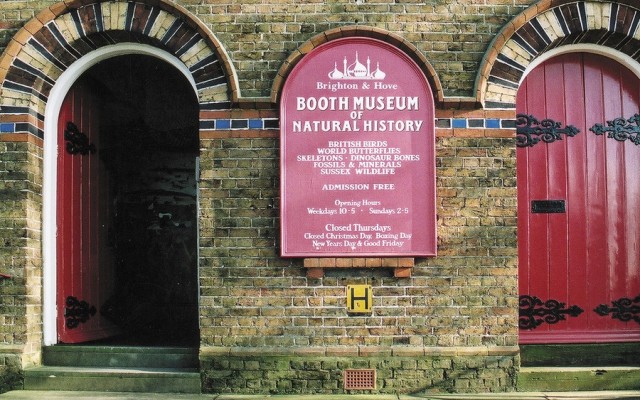 Brighton & Hove
BOOTH MUSEUM
OF
NATURAL HISTORY
BRITISH BIRDS
WORLD BUTTERFLIES
SKELETONS · DINOSAUR BONES
FOSSILS & MINERALS
SUSSEX WILDLIFE
ADMISSION FREE
Opening Hours
Weekdays 10-5 · Sundays 2-5
Closed Thursdays
Closed Christmas Day Boxing Day
New Years Day & Good Friday
H